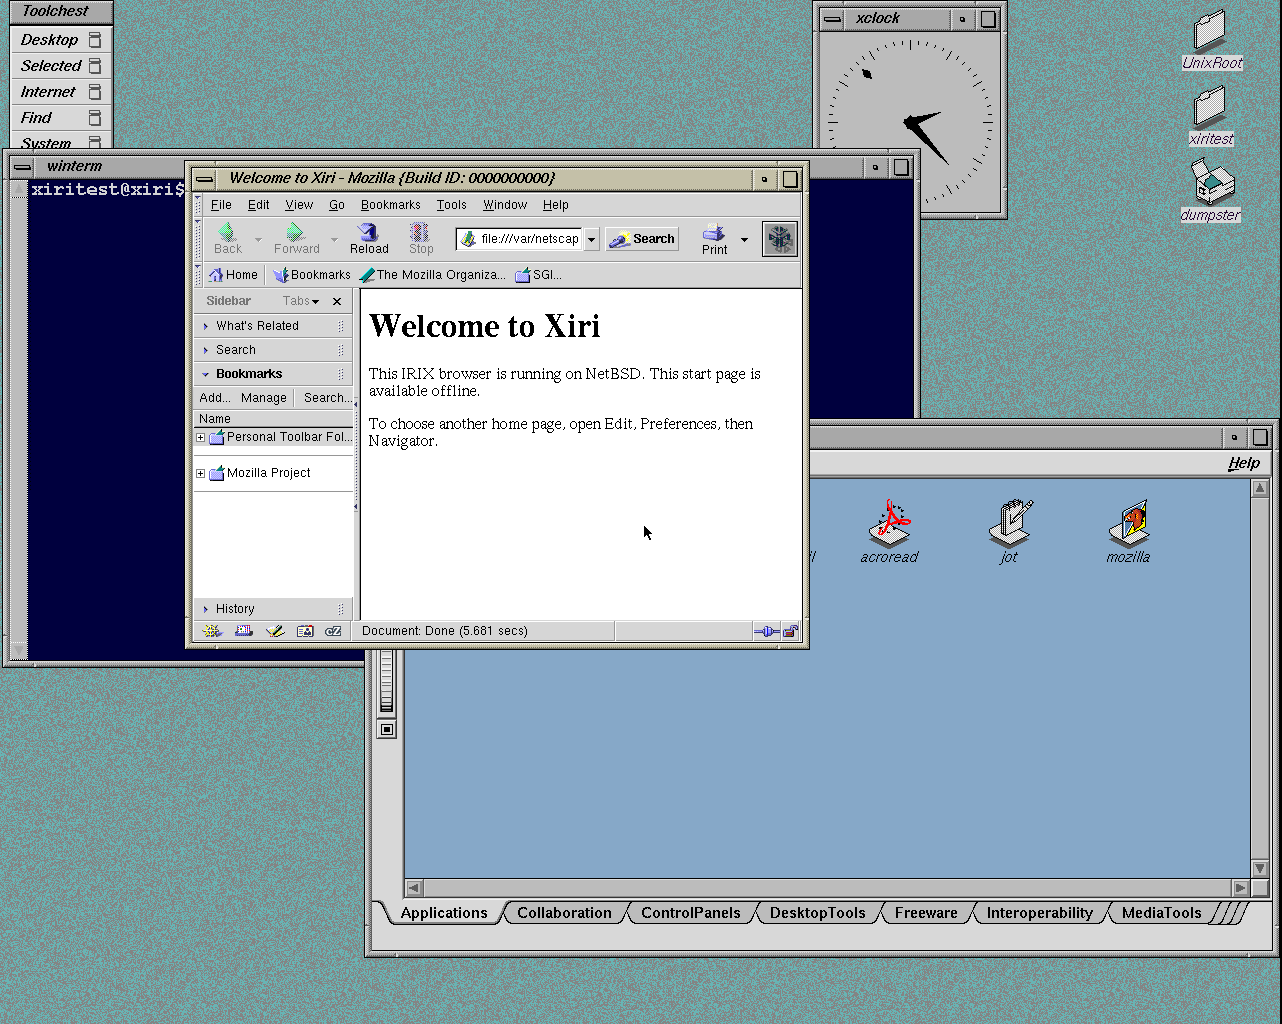 Toolchest
Desktop
Selected
Internet
Find
System
xclock
UnixRoot
xiritest
dumpster
winterm
xiritest@xiri$
Welcome to Xiri - Mozilla {Build ID: 0000000000}
File Edit View Go Bookmarks Tools Window Help
Back Forward Reload Stop file:///var/netscap Search Print
Home Bookmarks The Mozilla Organiza... SGI...
Sidebar Tabs
What's Related
Search
Bookmarks
Add... Manage Search...
Name
Personal Toolbar Fol...
Mozilla Project
History
Welcome to Xiri
This IRIX browser is running on NetBSD. This start page is
available offline.
To choose another home page, open Edit, Preferences, then
Navigator.
Document: Done (5.681 secs)
Help
acroread jot mozilla
Applications Collaboration ControlPanels DesktopTools Freeware Interoperability MediaTools